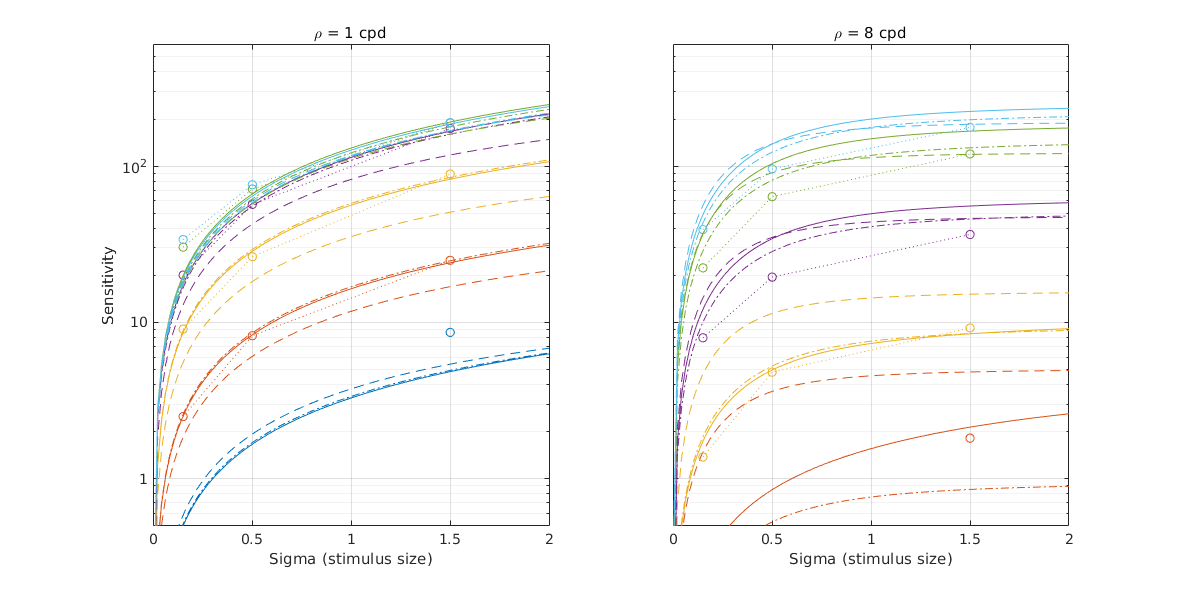 ρ = 1 cpd
Sensitivity
10²
10
1
0 0.5 1 1.5 2
Sigma (stimulus size)
ρ = 8 cpd
0 0.5 1 1.5 2
Sigma (stimulus size)